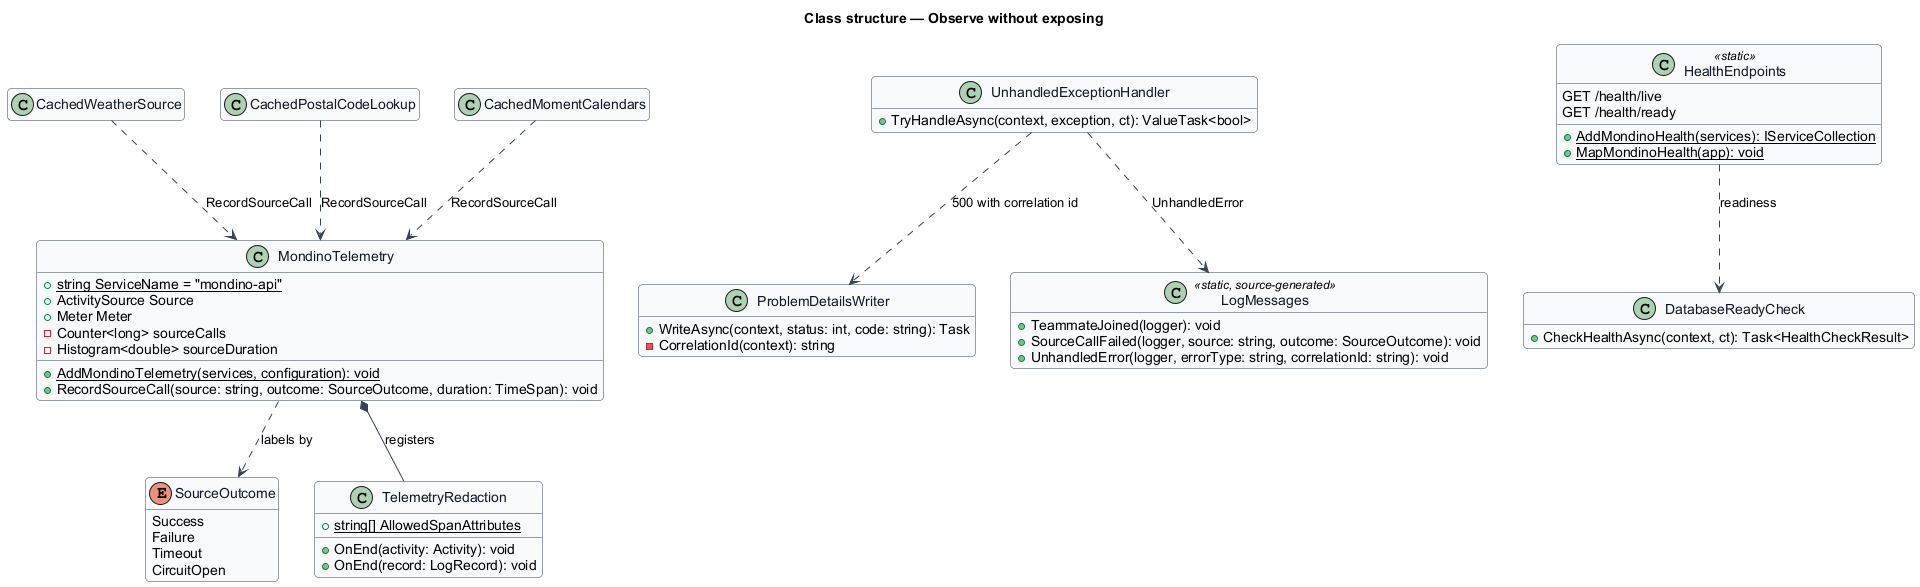 Class structure — Observe without exposing
C CachedWeatherSource
C CachedPostalCodeLookup
C CachedMomentCalendars
RecordSourceCall
RecordSourceCall
RecordSourceCall
C MondinoTelemetry
string ServiceName = "mondino-api"
ActivitySource Source
Meter Meter
Counter<long> sourceCalls
Histogram<double> sourceDuration
AddMondinoTelemetry(services, configuration): void
RecordSourceCall(source: string, outcome: SourceOutcome, duration: TimeSpan): void
labels by
registers
E SourceOutcome
Success
Failure
Timeout
CircuitOpen
C TelemetryRedaction
string[] AllowedSpanAttributes
OnEnd(activity: Activity): void
OnEnd(record: LogRecord): void
C UnhandledExceptionHandler
TryHandleAsync(context, exception, ct): ValueTask<bool>
500 with correlation id
UnhandledError
C ProblemDetailsWriter
WriteAsync(context, status: int, code: string): Task
CorrelationId(context): string
C «static, source-generated»
LogMessages
TeammateJoined(logger): void
SourceCallFailed(logger, source: string, outcome: SourceOutcome): void
UnhandledError(logger, errorType: string, correlationId: string): void
C «static»
HealthEndpoints
GET /health/live
GET /health/ready
AddMondinoHealth(services): IServiceCollection
MapMondinoHealth(app): void
readiness
C DatabaseReadyCheck
CheckHealthAsync(context, ct): Task<HealthCheckResult>